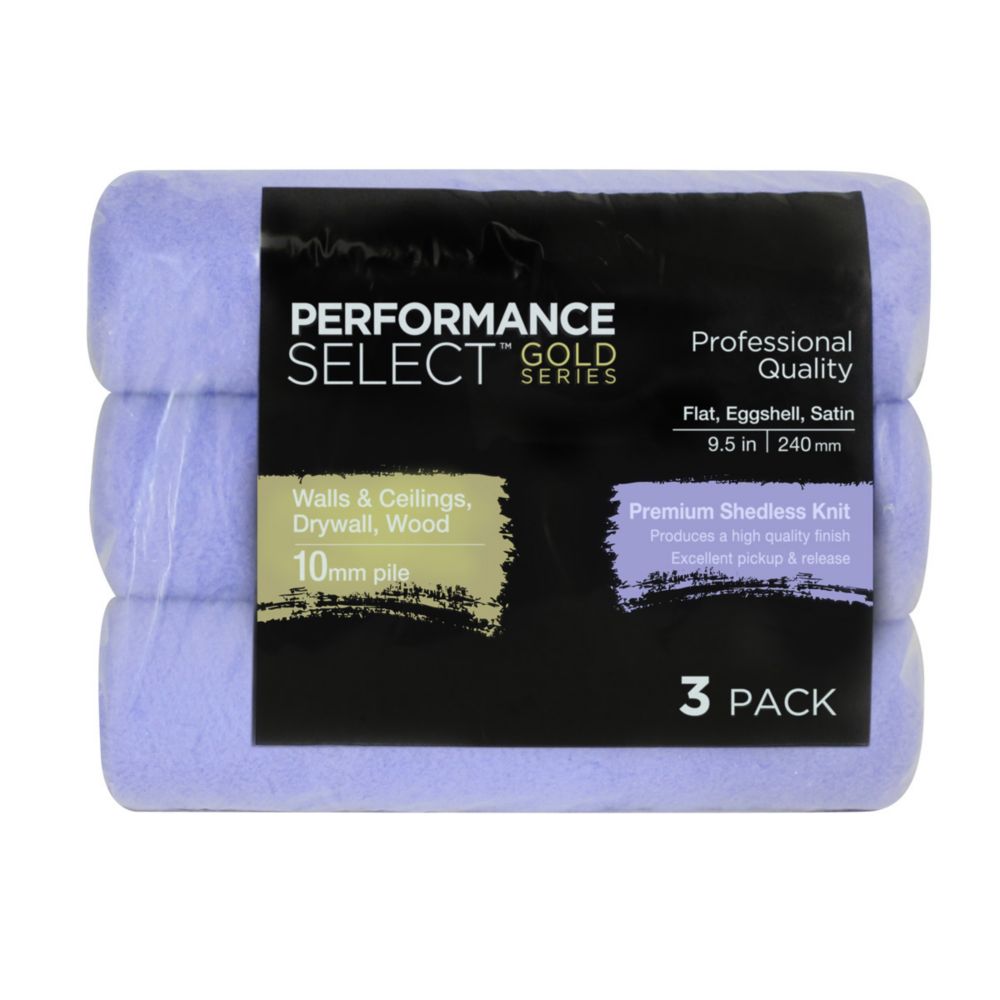 PERFORMANCE
SELECT™ GOLD
SERIES
Professional
Quality
Flat, Eggshell, Satin
9.5 in | 240 mm
Walls & Ceilings,
Drywall, Wood
10mm pile
Premium Shedless Knit
Produces a high quality finish
Excellent pickup & release
3 PACK